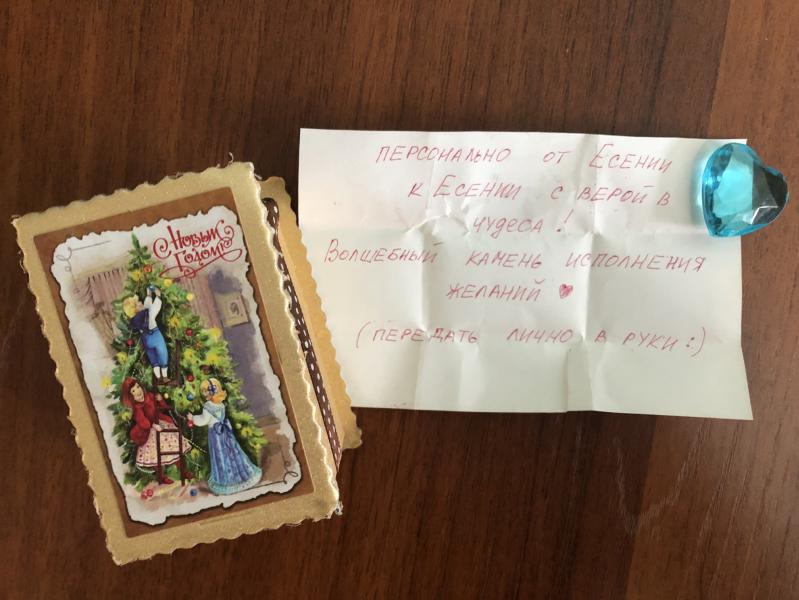 С Новым
Годом!
ПЕРСОНАЛЬНО ОТ ЕСЕНИИ
К ЕСЕНИИ С ВЕРОЙ В
ЧУДЕСА!
ВОЛШЕБНЫЙ КАМЕНЬ ИСПОЛНЕНИЯ
ЖЕЛАНИЙ ♥
(ПЕРЕДАТЬ ЛИЧНО В РУКИ:)